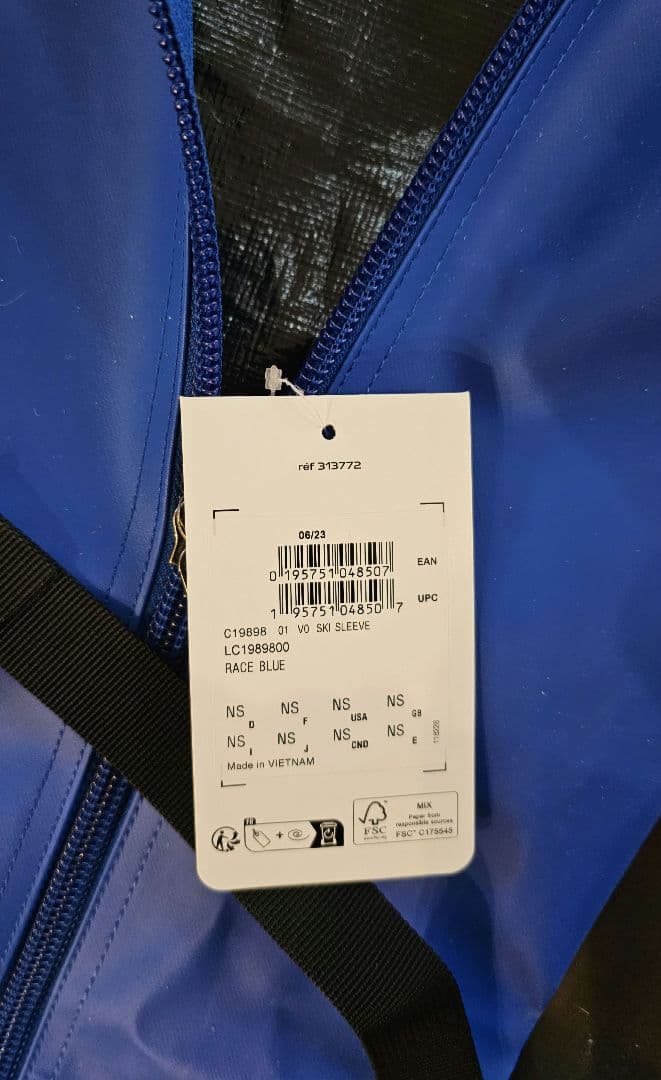 réf 313772
06/23
0 195751 048507
EAN
1 95751 04850 7
UPC
C19898 01 VO SKI SLEEVE
LC1989800
RACE BLUE
NS D NS F NS USA NS GB
NS I NS J NS CND NS E
Made in VIETNAM
FR
+
FSC
MIX
Paper from
responsible sources
FSC™ C175545